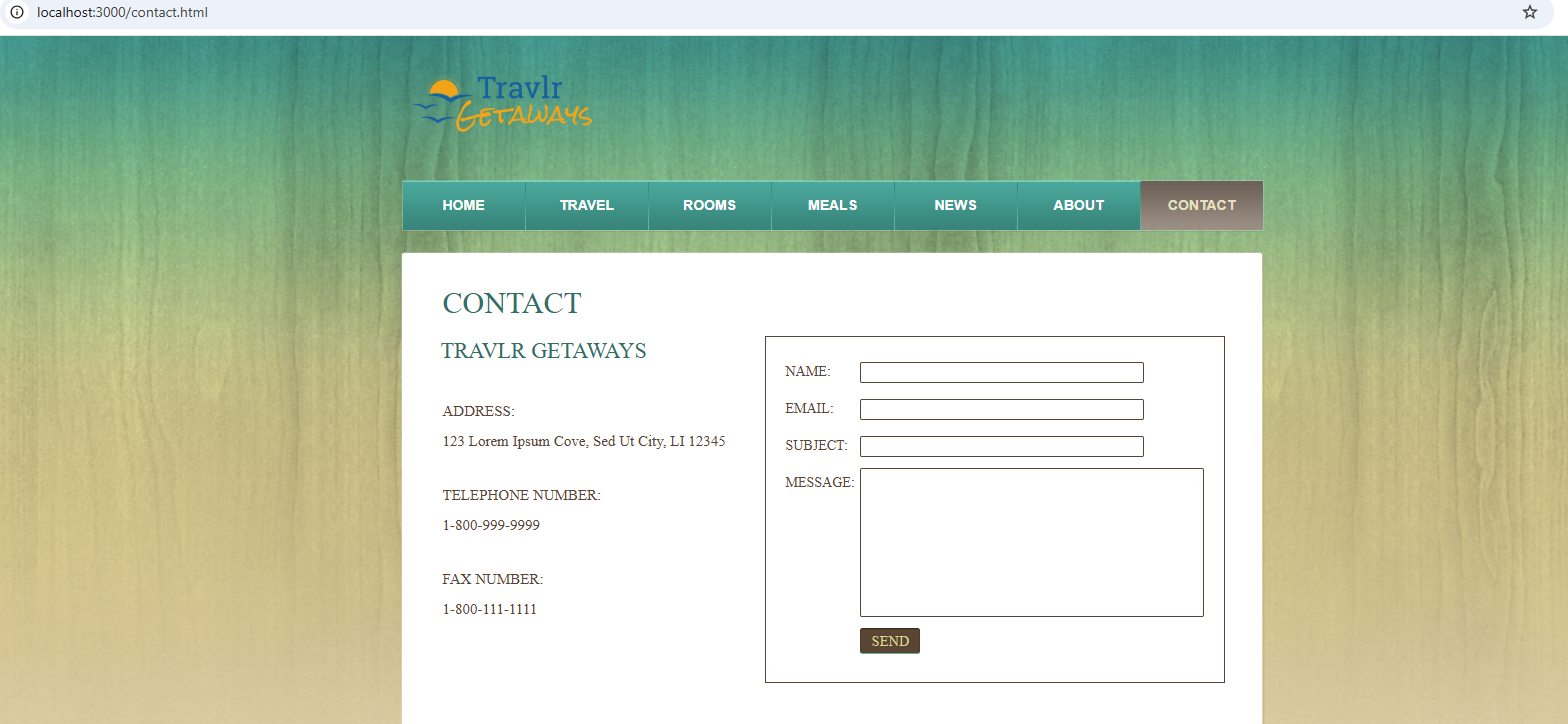 localhost:3000/contact.html
Travlr
GETAWAYS
HOME TRAVEL ROOMS MEALS NEWS ABOUT CONTACT
CONTACT
TRAVLR GETAWAYS
ADDRESS:
123 Lorem Ipsum Cove, Sed Ut City, LI 12345
TELEPHONE NUMBER:
1-800-999-9999
FAX NUMBER:
1-800-111-1111
NAME:
EMAIL:
SUBJECT:
MESSAGE:
SEND